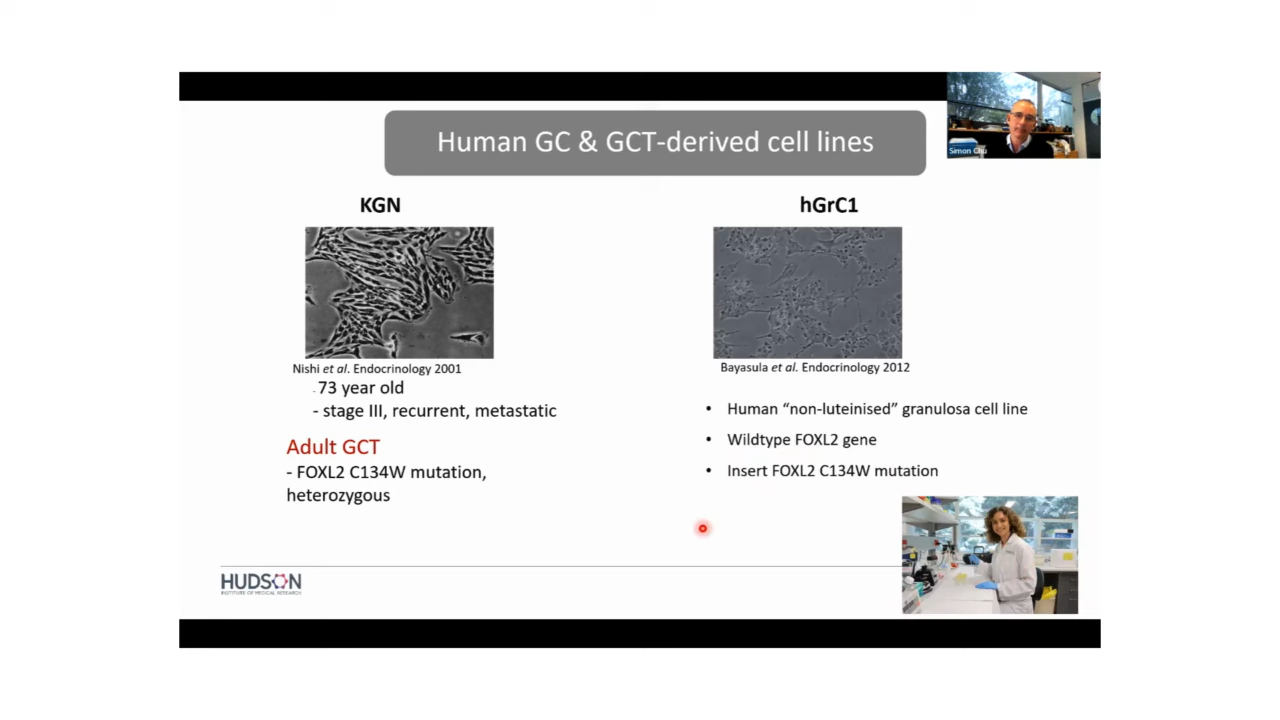 Human GC & GCT-derived cell lines
Simon Chu
KGN
hGrC1
Nishi et al. Endocrinology 2001
- 73 year old
- stage III, recurrent, metastatic
Adult GCT
- FOXL2 C134W mutation,
heterozygous
Bayasula et al. Endocrinology 2012
• Human “non-luteinised” granulosa cell line
• Wildtype FOXL2 gene
• Insert FOXL2 C134W mutation
HUDSON
INSTITUTE OF MEDICAL RESEARCH